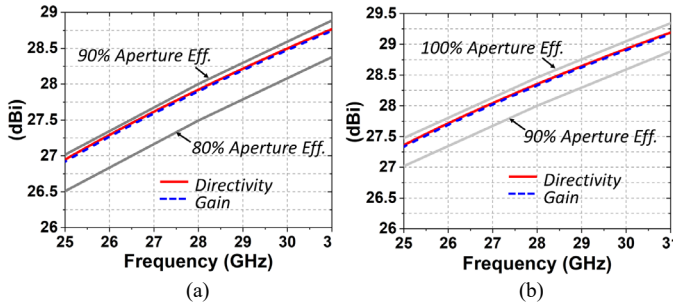 29
28.5
28
27.5
27
26.5
26
(dBi)
90% Aperture Eff.
80% Aperture Eff.
Directivity
Gain
25 26 27 28 29 30 31
Frequency (GHz)
(a)
29.5
29
28.5
28
27.5
27
26.5
26
(dBi)
100% Aperture Eff.
90% Aperture Eff.
Directivity
Gain
25 26 27 28 29 30 31
Frequency (GHz)
(b)